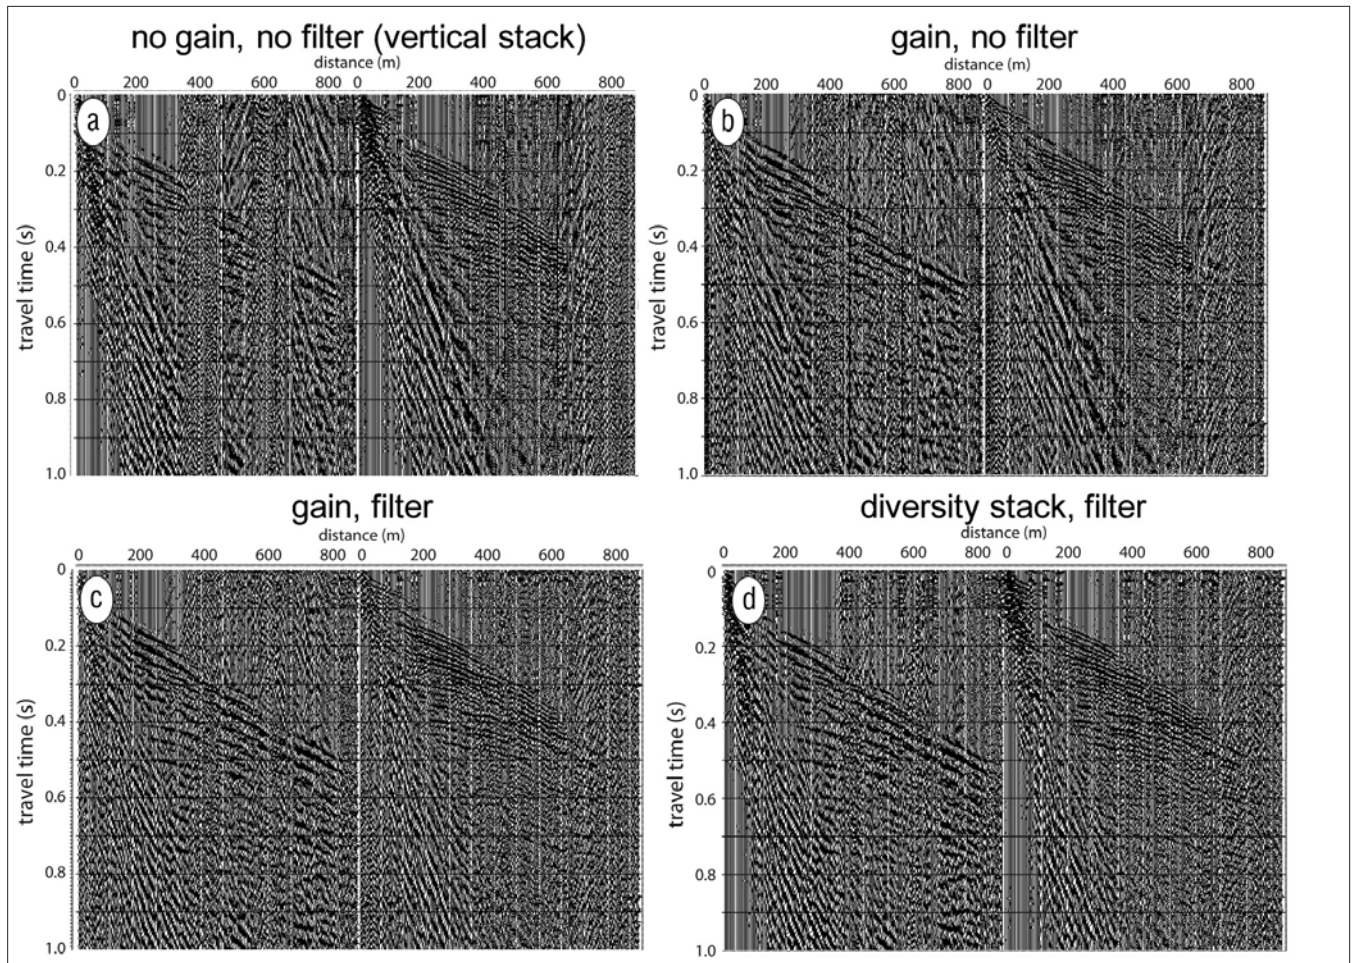 no gain, no filter (vertical stack)
distance (m)
0 200 400 600 800 0 200 400 600 800
a
0
0.2
0.4
0.6
0.8
1.0
travel time (s)
gain, no filter
distance (m)
0 200 400 600 800 0 200 400 600 800
b
0
0.2
0.4
0.6
0.8
1.0
travel time (s)
gain, filter
distance (m)
0 200 400 600 800 0 200 400 600 800
c
0
0.2
0.4
0.6
0.8
1.0
travel time (s)
diversity stack, filter
distance (m)
0 200 400 600 800 0 200 400 600 800
d
0
0.2
0.4
0.6
0.8
1.0
travel time (s)